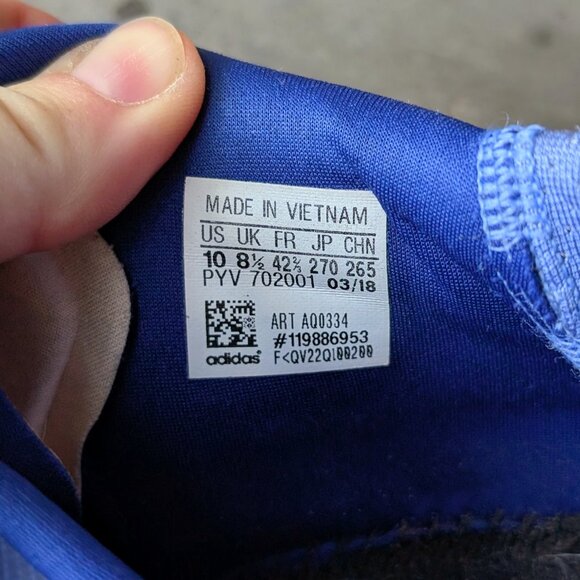 MADE IN VIETNAM
US UK FR JP CHN
10 8½ 42⅔ 270 265
PYV 702001 03/18
ART AQ0334
#119886953
adidas